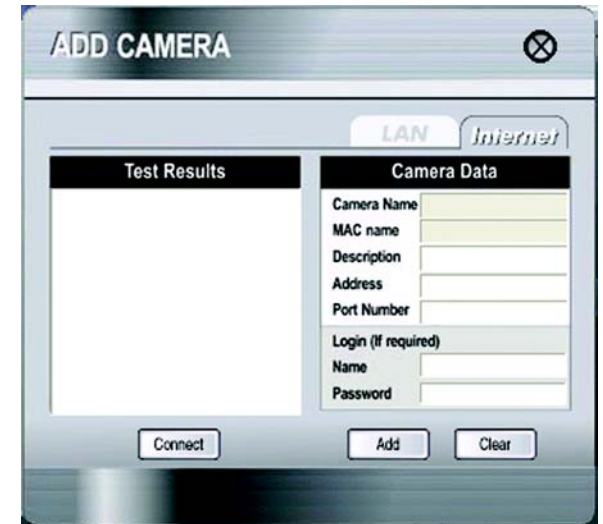 ADD CAMERA
LAN Internet
Test Results
Camera Data
Camera Name
MAC name
Description
Address
Port Number
Login (If required)
Name
Password
Connect
Add
Clear